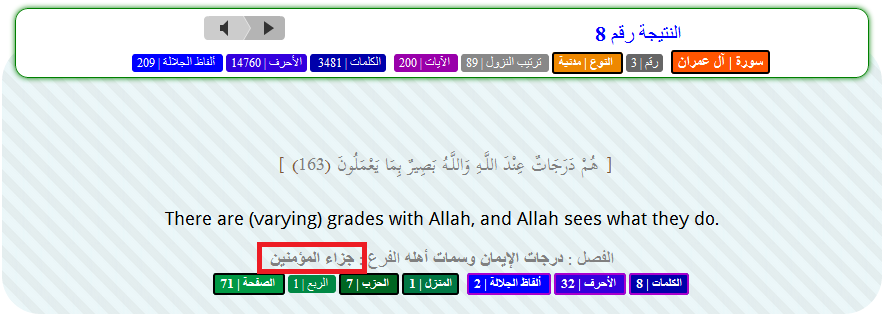 النتيجة رقم 8
سورة | آل عمران رقم | 3 النوع | مدنية ترتيب النزول | 89 الآيات | 200 الكلمات | 3481 الأحرف | 14760 ألفاظ الجلالة | 209
[ هُمْ دَرَجَاتٌ عِنْدَ اللَّهِ وَاللَّهُ بَصِيرٌ بِمَا يَعْمَلُونَ (163) ]
There are (varying) grades with Allah, and Allah sees what they do.
الفصل : درجات الإيمان وسمات أهله الفرع : جزاء المؤمنين
الكلمات | 8 الأحرف | 32 ألفاظ الجلالة | 2 المنزل | 1 الحزب | 7 الربع | 1 الصفحة | 71